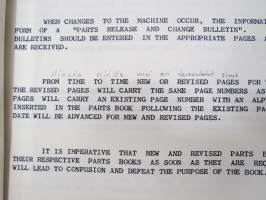 WHEN CHANGES TO THE MACHINE OCCUR, THE INFORMAT
FORM OF A "PARTS RELEASE AND CHANGE BULLETIN".
BULLETINS SHOULD BE ENTERED IN THE APPROPRIATE PAGES A
ARE RECEIVED.
FROM TIME TO TIME NEW OR REVISED PAGES FOR
THE REVISED PAGES WILL CARRY THE SAME PAGE NUMBERS AS
PAGES WILL CARRY AN EXISTING PAGE NUMBER WITH AN ALP
INSERTED IN THE PARTS BOOK FOLLOWING THE EXISTING PA
DATE WILL BE ADVANCED FOR NEW AND REVISED PAGES.
IT IS IMPERATIVE THAT NEW AND REVISED PARTS B
THEIR RESPECTIVE PARTS BOOKS AS SOON AS THEY ARE REC
WILL LEAD TO CONFUSION AND DEFEAT THE PURPOSE OF THE BOOK.